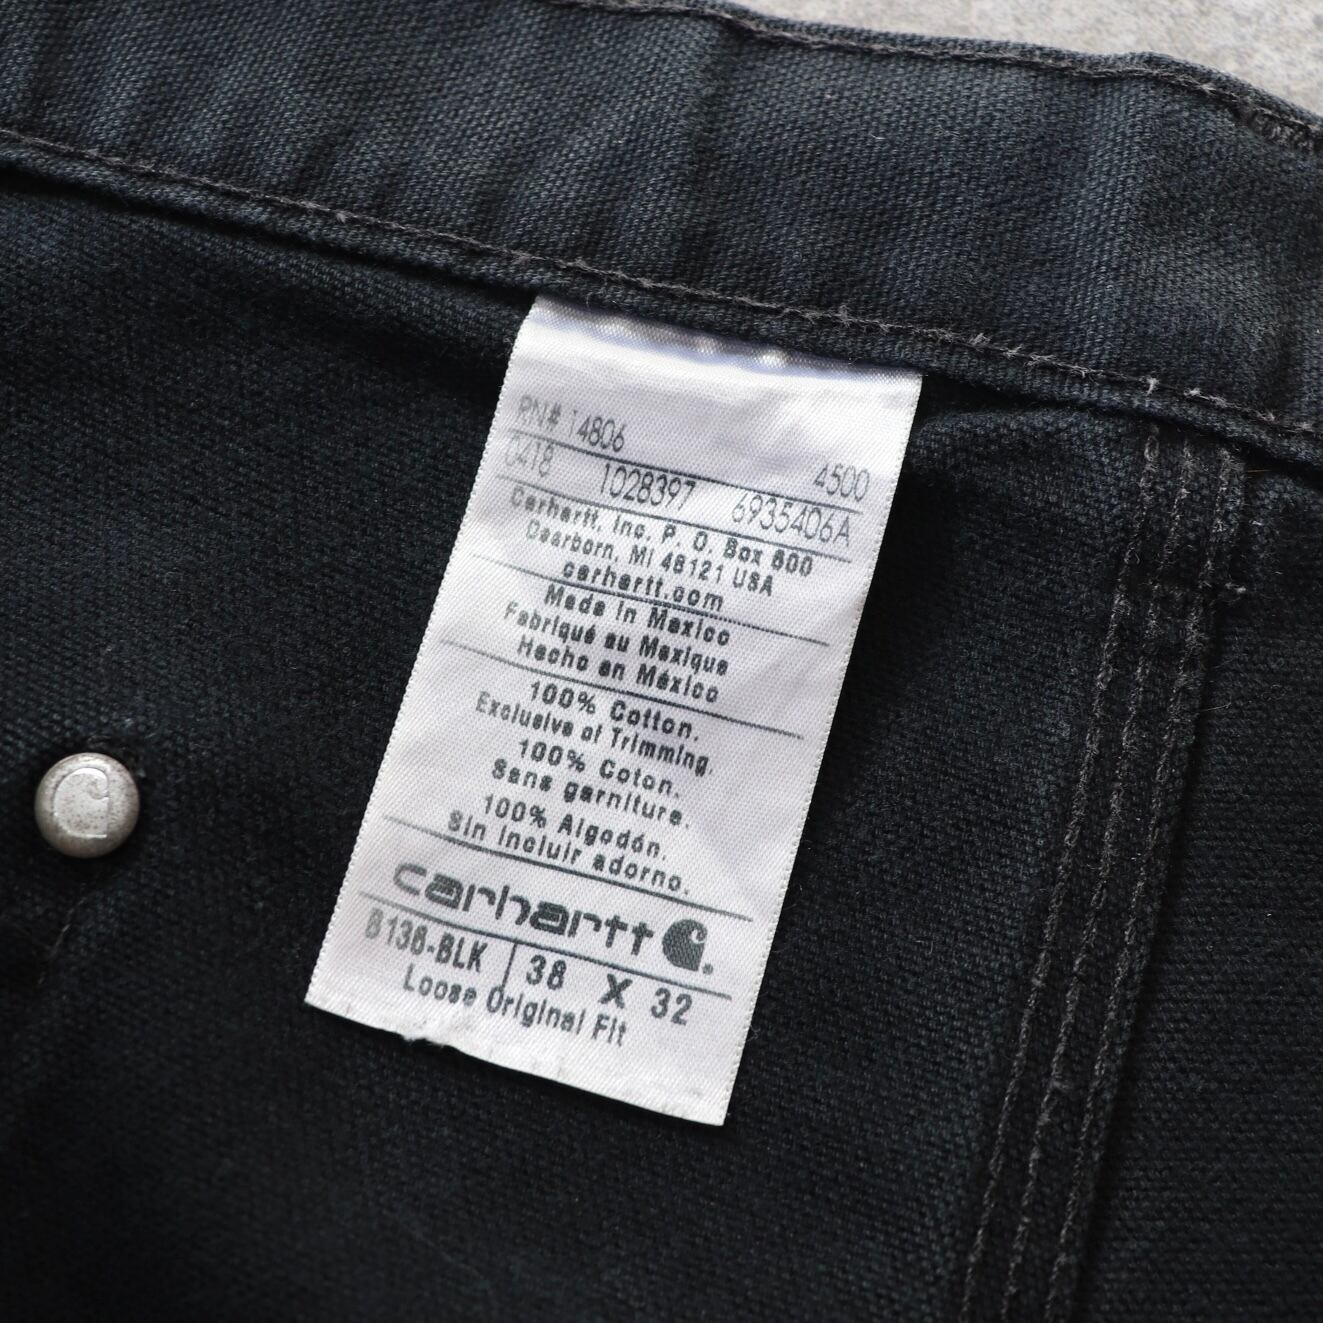 RN# 14806 4500
0418 1028397 6935406A
Carhartt, Inc. P. O. Box 600
Dearborn, MI 48121 USA
carhartt.com
Made in Mexico
Fabriqué au Mexique
Hecho en México
100% Cotton.
Exclusive of Trimming.
100% Coton.
Sans garniture.
100% Algodón.
Sin incluir adorno.
carhartt
B136-BLK 38 X 32
Loose Original Fit